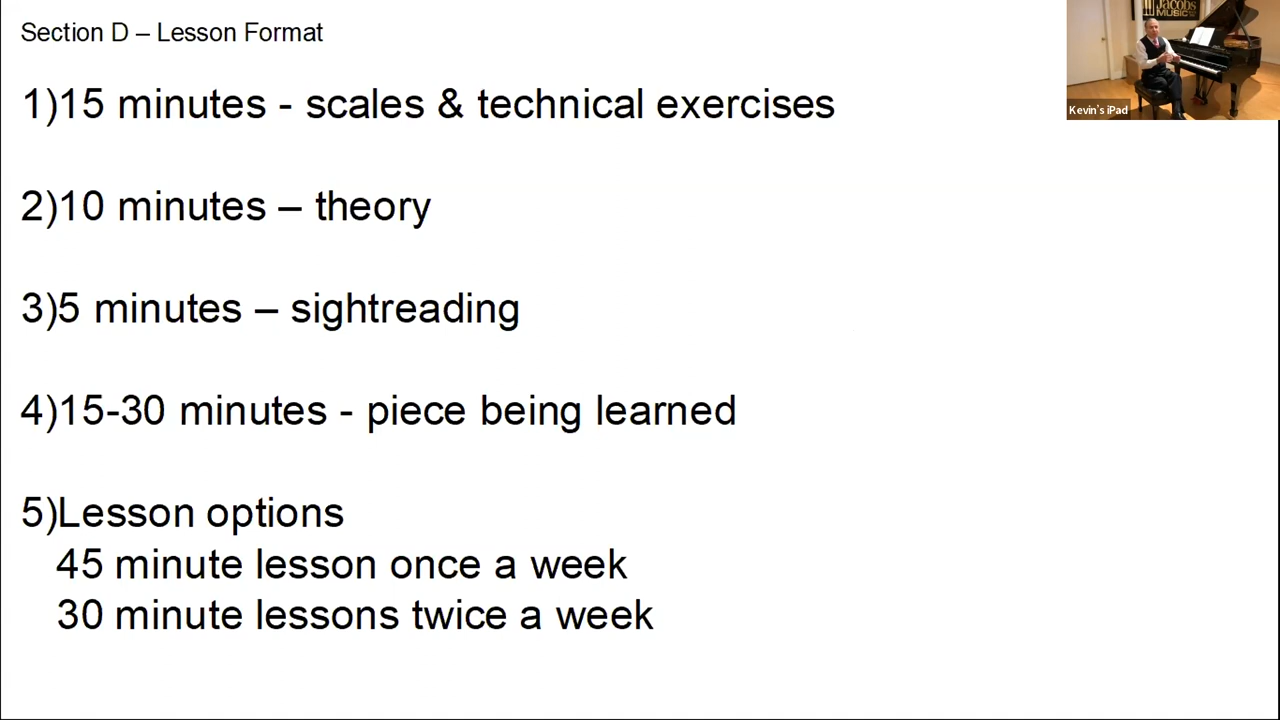 Section D – Lesson Format
1)15 minutes - scales & technical exercises
2)10 minutes – theory
3)5 minutes – sightreading
4)15-30 minutes - piece being learned
5)Lesson options
45 minute lesson once a week
30 minute lessons twice a week
Jacobs
MUSIC
Kevin's iPad